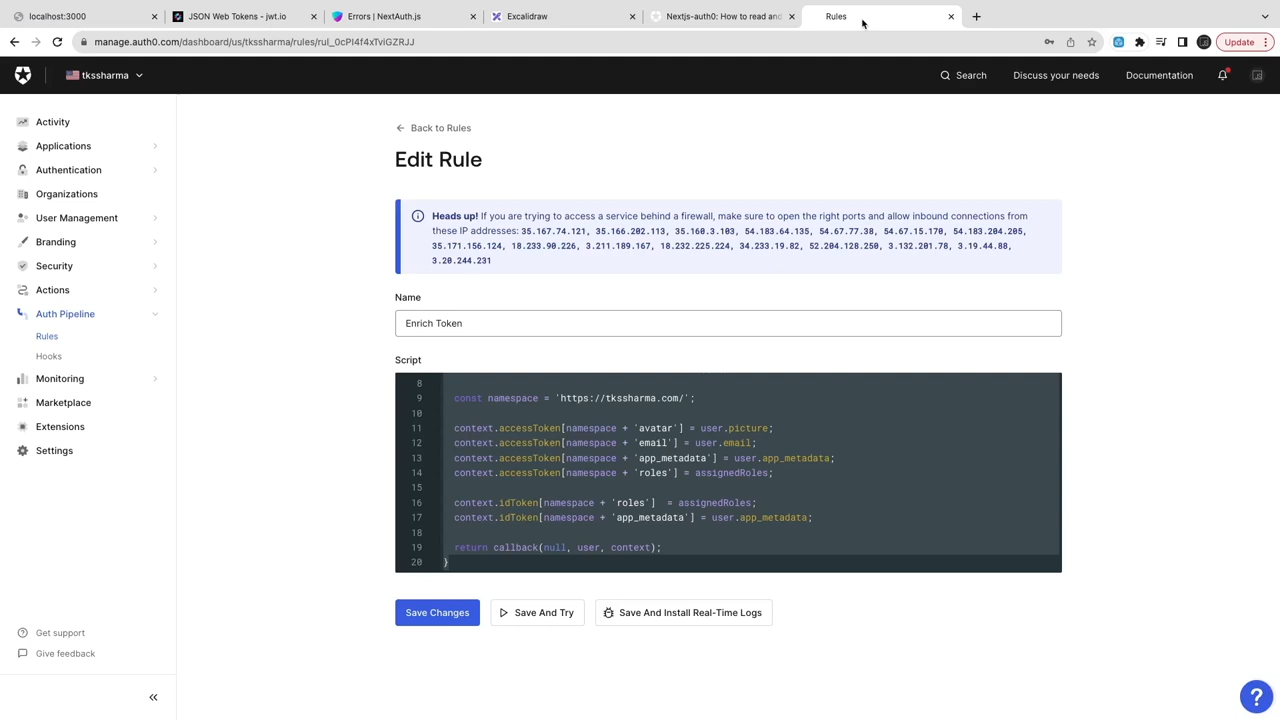 localhost:3000
JSON Web Tokens - jwt.io
Errors | NextAuth.js
Excalidraw
Nextjs-auth0: How to read and
Rules
manage.auth0.com/dashboard/us/tkssharma/rules/rul_0cPI4f4xTviGZRJJ
Update
tkssharma
Search
Discuss your needs
Documentation
Activity
Applications
Authentication
Organizations
User Management
Branding
Security
Actions
Auth Pipeline
Rules
Hooks
Monitoring
Marketplace
Extensions
Settings
Get support
Give feedback
Back to Rules
Edit Rule
Heads up! If you are trying to access a service behind a firewall, make sure to open the right ports and allow inbound connections from
these IP addresses: 35.167.74.121, 35.166.202.113, 35.160.3.103, 54.183.64.135, 54.67.77.38, 54.67.15.170, 54.183.204.205,
35.171.156.124, 18.233.90.226, 3.211.189.167, 18.232.225.224, 34.233.19.82, 52.204.128.250, 3.132.201.78, 3.19.44.88,
3.20.244.231
Name
Enrich Token
Script
8
9 const namespace = 'https://tkssharma.com/';
10
11 context.accessToken[namespace + 'avatar'] = user.picture;
12 context.accessToken[namespace + 'email'] = user.email;
13 context.accessToken[namespace + 'app_metadata'] = user.app_metadata;
14 context.accessToken[namespace + 'roles'] = assignedRoles;
15
16 context.idToken[namespace + 'roles']  = assignedRoles;
17 context.idToken[namespace + 'app_metadata'] = user.app_metadata;
18
19 return callback(null, user, context);
20 }
Save Changes
Save And Try
Save And Install Real-Time Logs
?